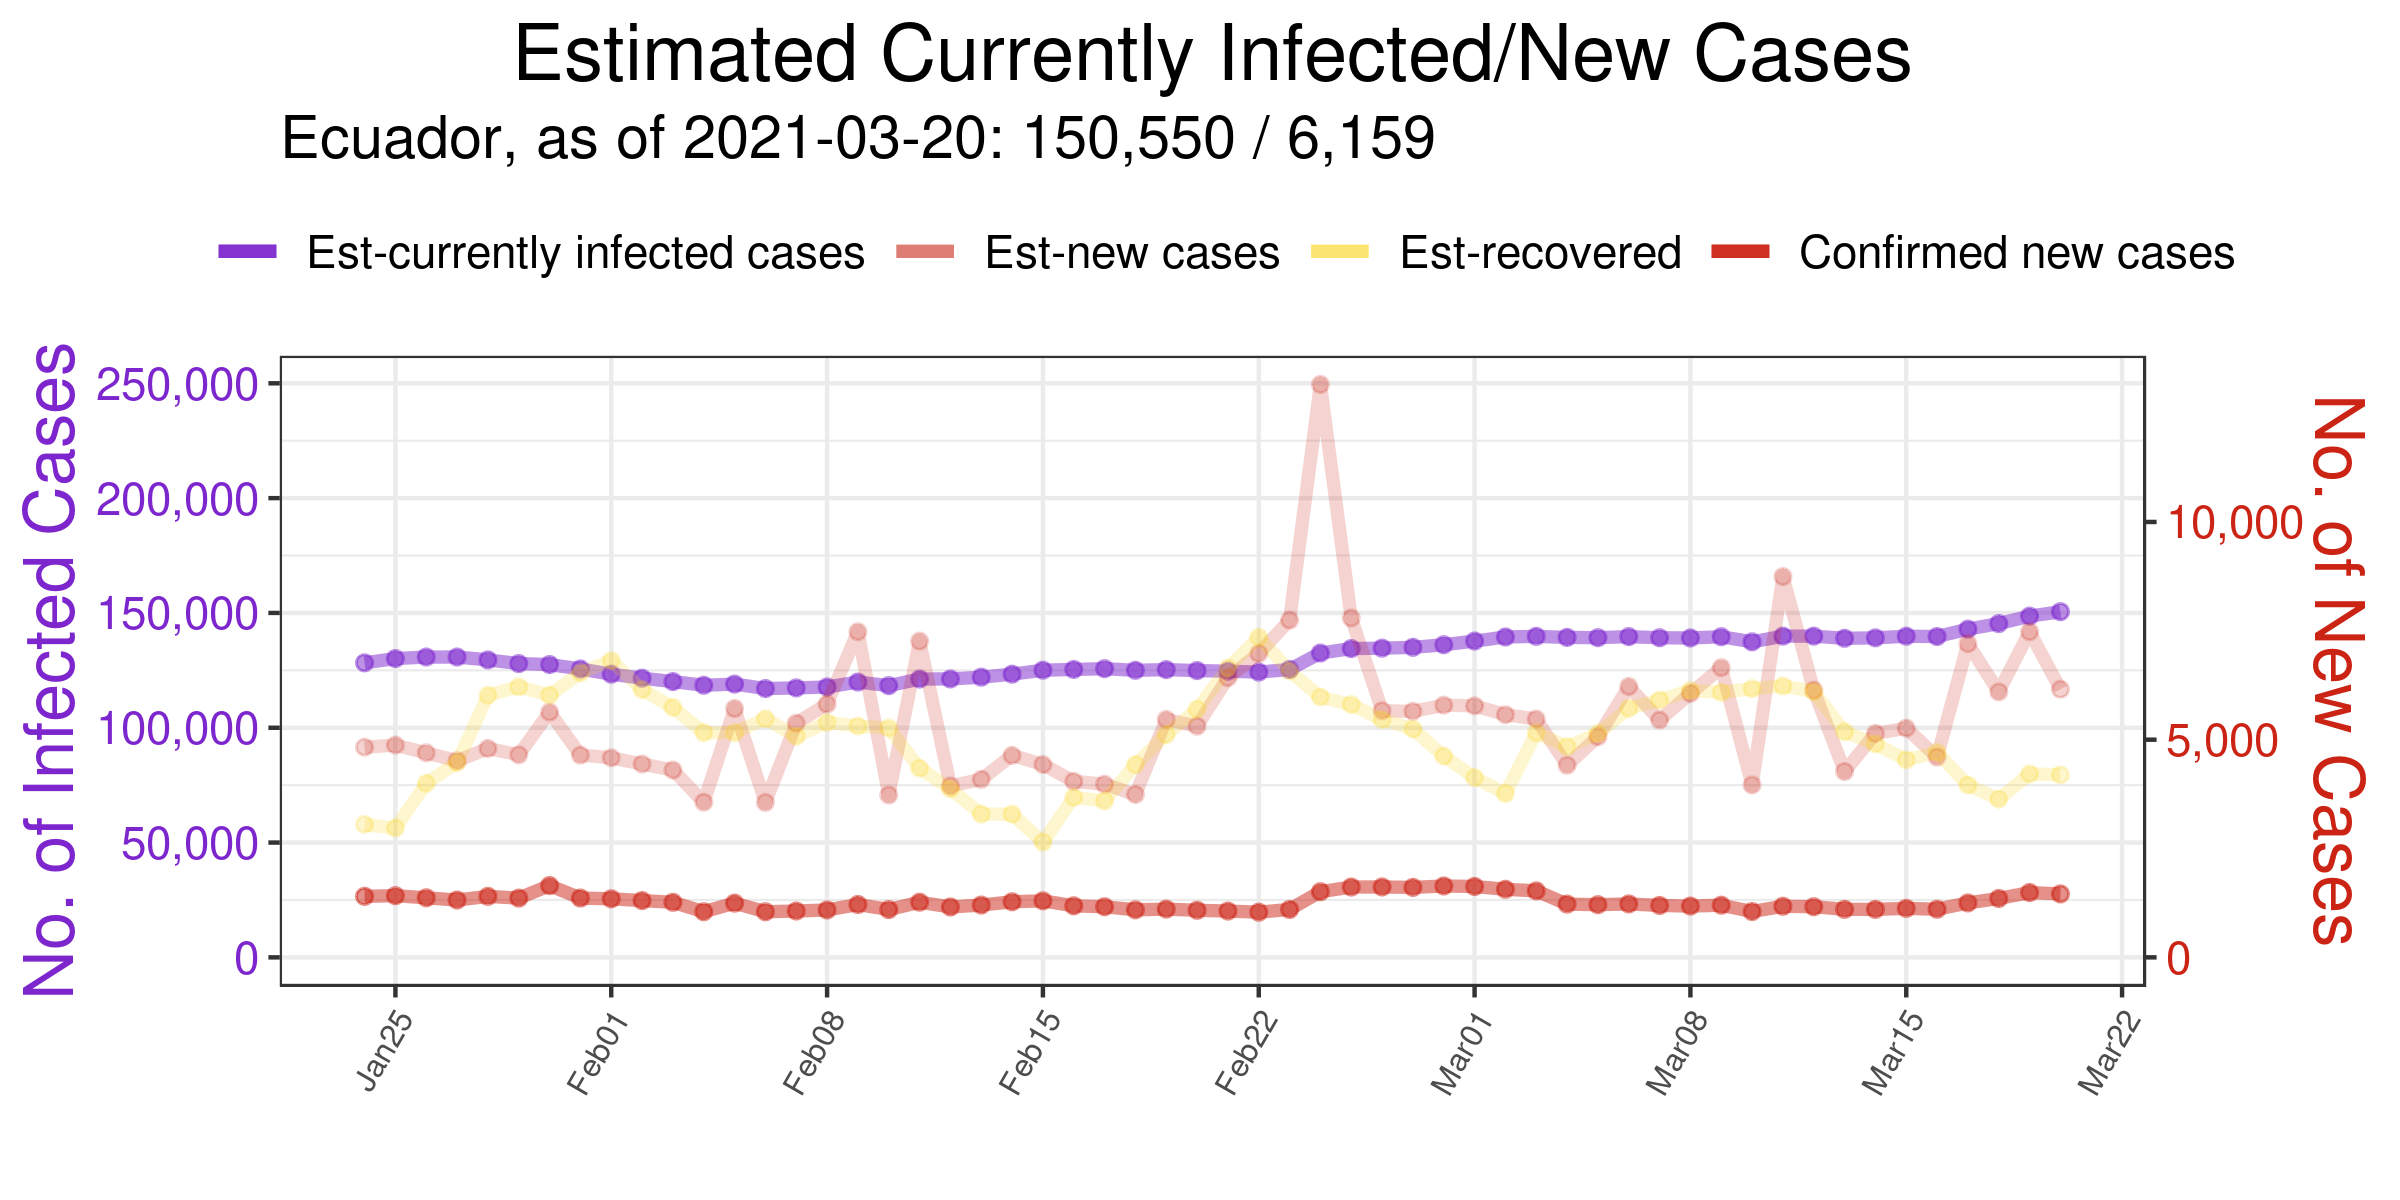 Estimated Currently Infected/New Cases
Ecuador, as of 2021-03-20: 150,550 / 6,159
Est-currently infected cases Est-new cases Est-recovered Confirmed new cases
No. of Infected Cases
250,000
200,000
150,000
100,000
50,000
0
10,000
5,000
0
No. of New Cases
Jan25 Feb01 Feb08 Feb15 Feb22 Mar01 Mar08 Mar15 Mar22